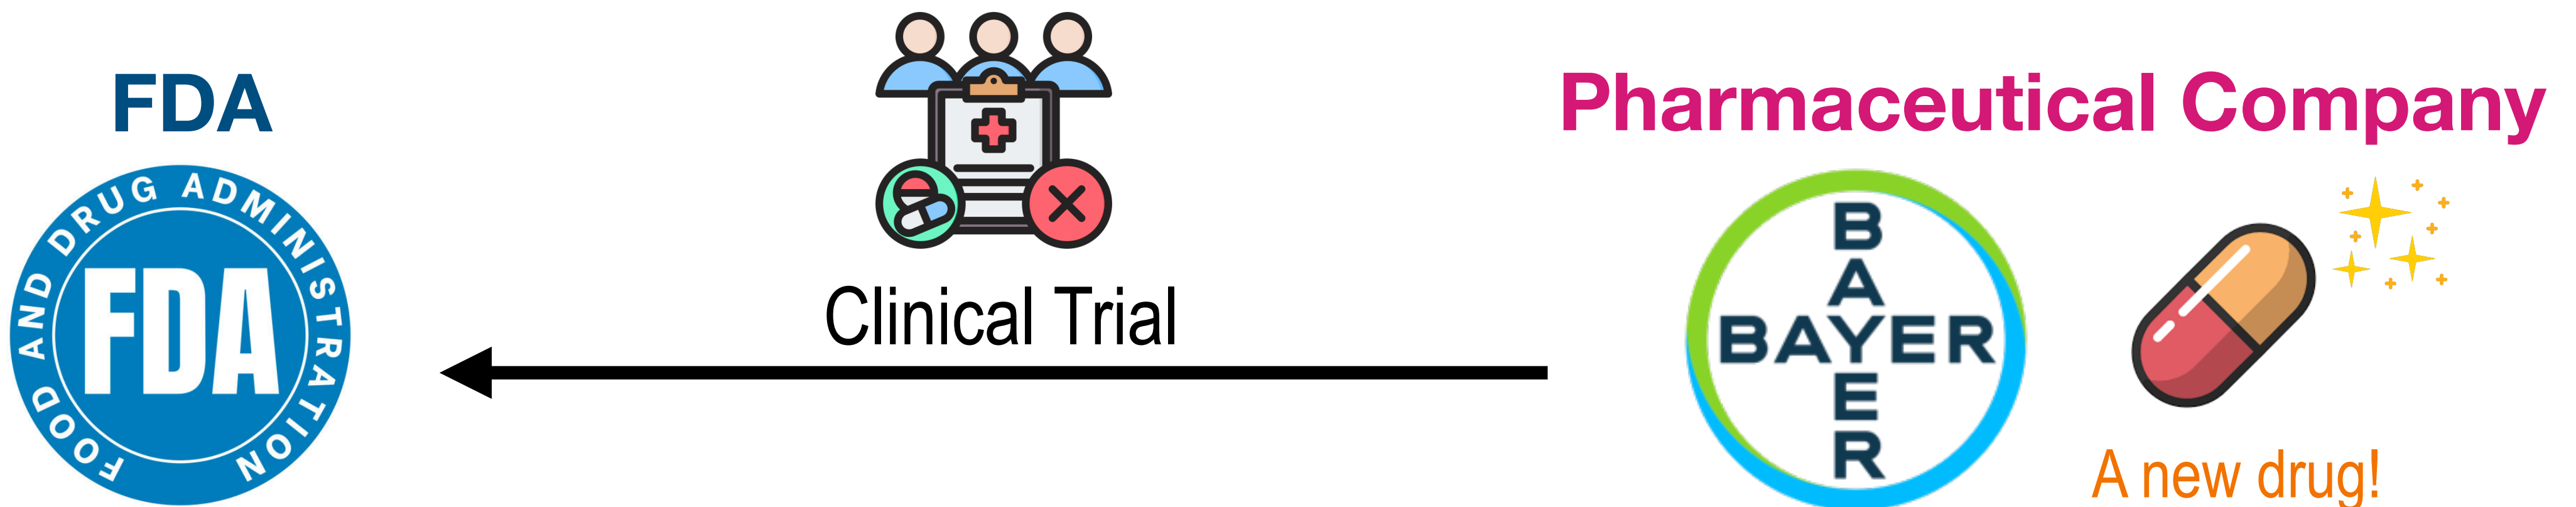 FDA
FOOD AND DRUG ADMINISTRATION
FDA
Clinical Trial
Pharmaceutical Company
BAYER
BAYER
A new drug!